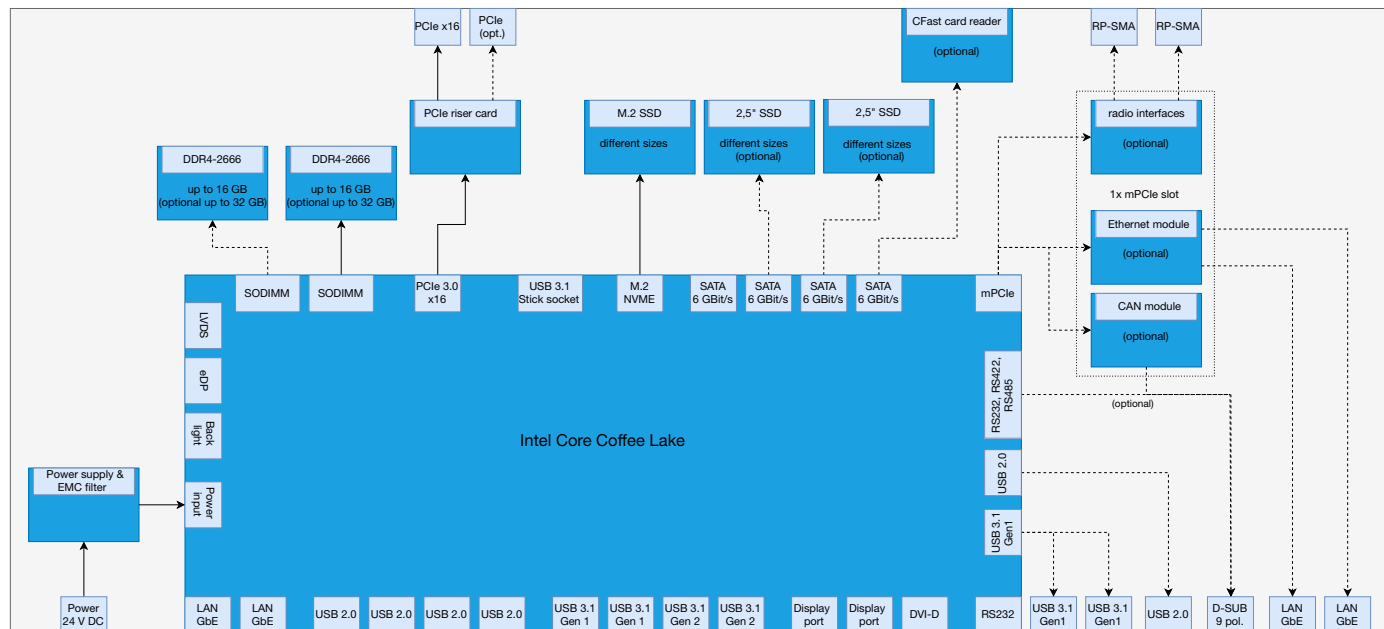 PCIe x16
PCIe
(opt.)
CFast card reader
(optional)
RP-SMA
RP-SMA
PCIe riser card
M.2 SSD
different sizes
2,5" SSD
different sizes
(optional)
2,5" SSD
different sizes
(optional)
radio interfaces
(optional)
DDR4-2666
up to 16 GB
(optional up to 32 GB)
DDR4-2666
up to 16 GB
(optional up to 32 GB)
1x mPCIe slot
Ethernet module
(optional)
CAN module
(optional)
(optional)
SODIMM
SODIMM
PCIe 3.0
x16
USB 3.1
Stick socket
M.2
NVME
SATA
6 GBit/s
SATA
6 GBit/s
SATA
6 GBit/s
SATA
6 GBit/s
mPCIe
LVDS
eDP
Back
light
Power
input
Intel Core Coffee Lake
RS232, RS422,
RS485
USB 2.0
USB 3.1
Gen1
Power supply &
EMC filter
Power
24 V DC
LAN
GbE
LAN
GbE
USB 2.0
USB 2.0
USB 2.0
USB 2.0
USB 3.1
Gen 1
USB 3.1
Gen 1
USB 3.1
Gen 2
USB 3.1
Gen 2
Display
port
Display
port
DVI-D
RS232
USB 3.1
Gen1
USB 3.1
Gen1
USB 2.0
D-SUB
9 pol.
LAN
GbE
LAN
GbE